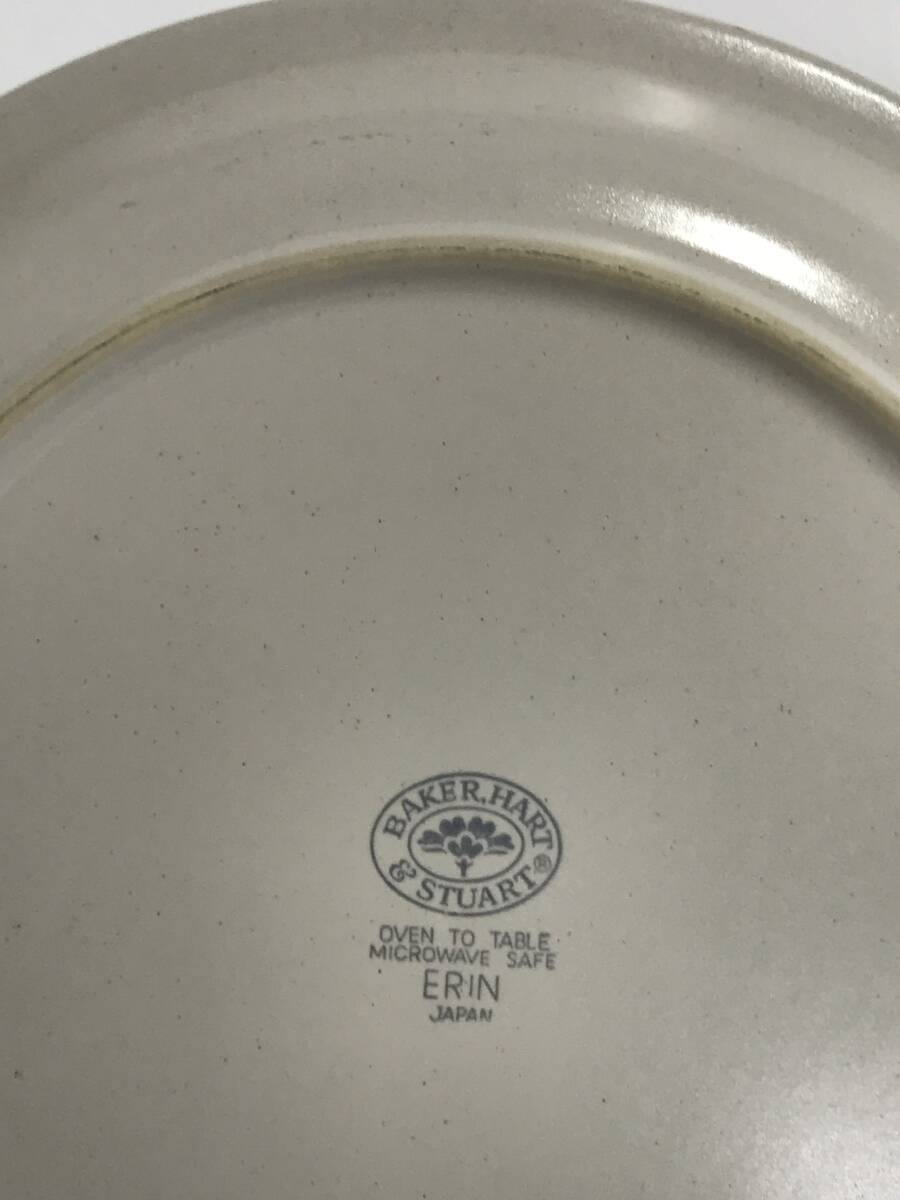 BAKER, HART
& STUART®
OVEN TO TABLE
MICROWAVE SAFE
ERIN
JAPAN